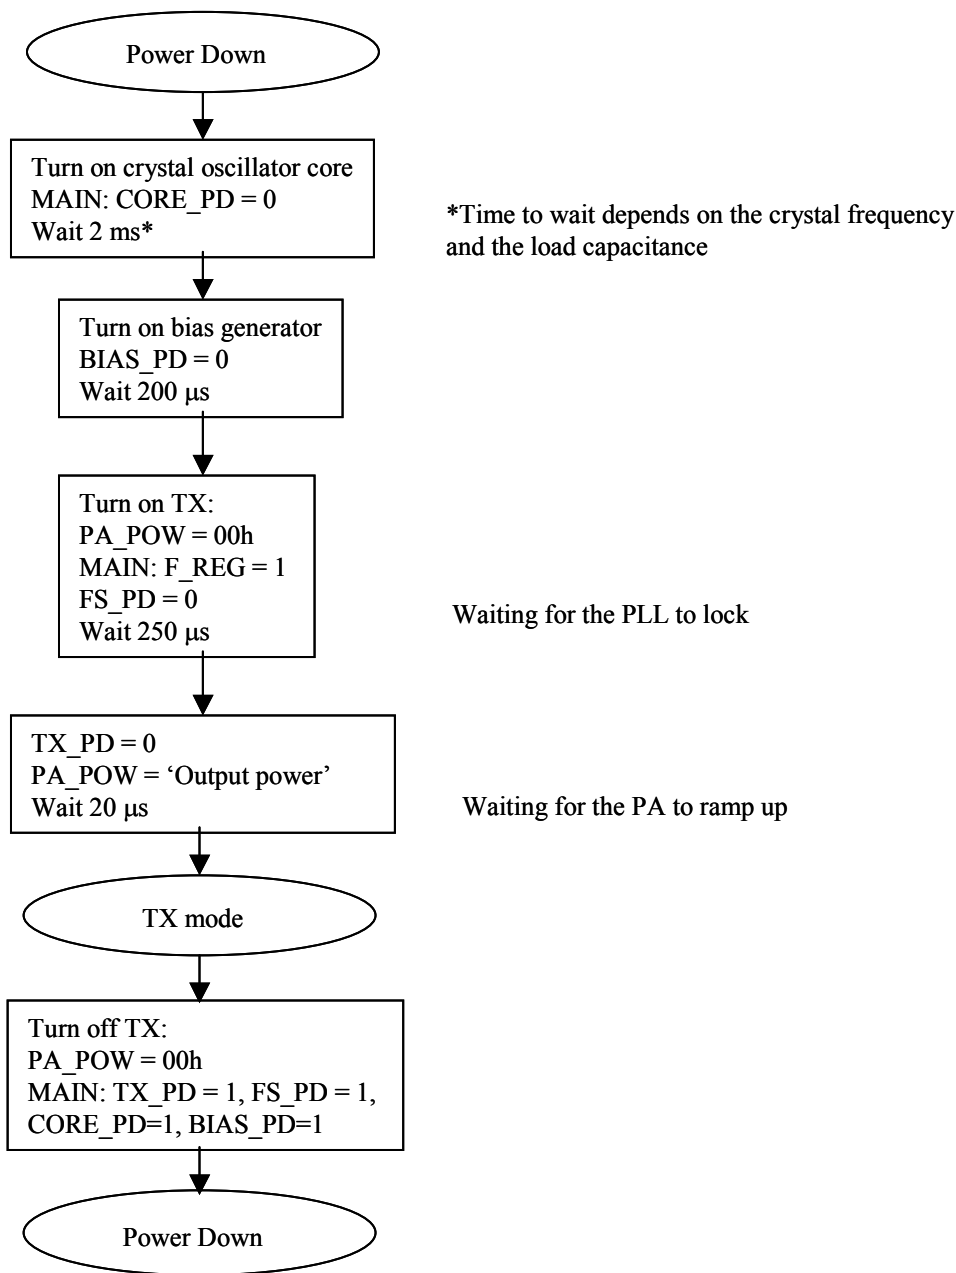 Power Down
Turn on crystal oscillator core
MAIN: CORE_PD = 0
Wait 2 ms*
*Time to wait depends on the crystal frequency
and the load capacitance
Turn on bias generator
BIAS_PD = 0
Wait 200 μs
Turn on TX:
PA_POW = 00h
MAIN: F_REG = 1
FS_PD = 0
Wait 250 μs
Waiting for the PLL to lock
TX_PD = 0
PA_POW = ‘Output power’
Wait 20 μs
Waiting for the PA to ramp up
TX mode
Turn off TX:
PA_POW = 00h
MAIN: TX_PD = 1, FS_PD = 1,
CORE_PD=1, BIAS_PD=1
Power Down